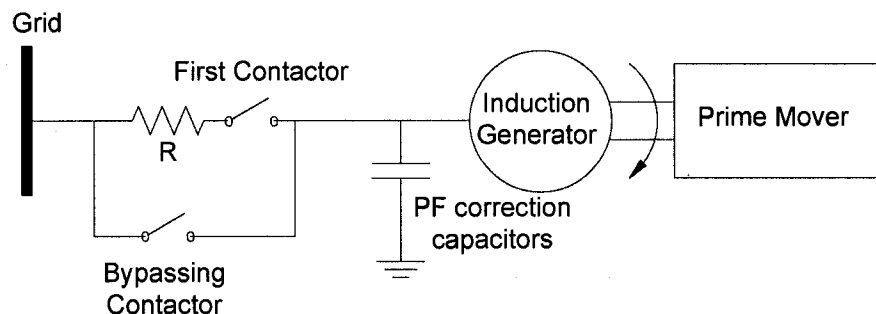 Grid
First Contactor
R
Bypassing
Contactor
PF correction
capacitors
Induction
Generator
Prime Mover